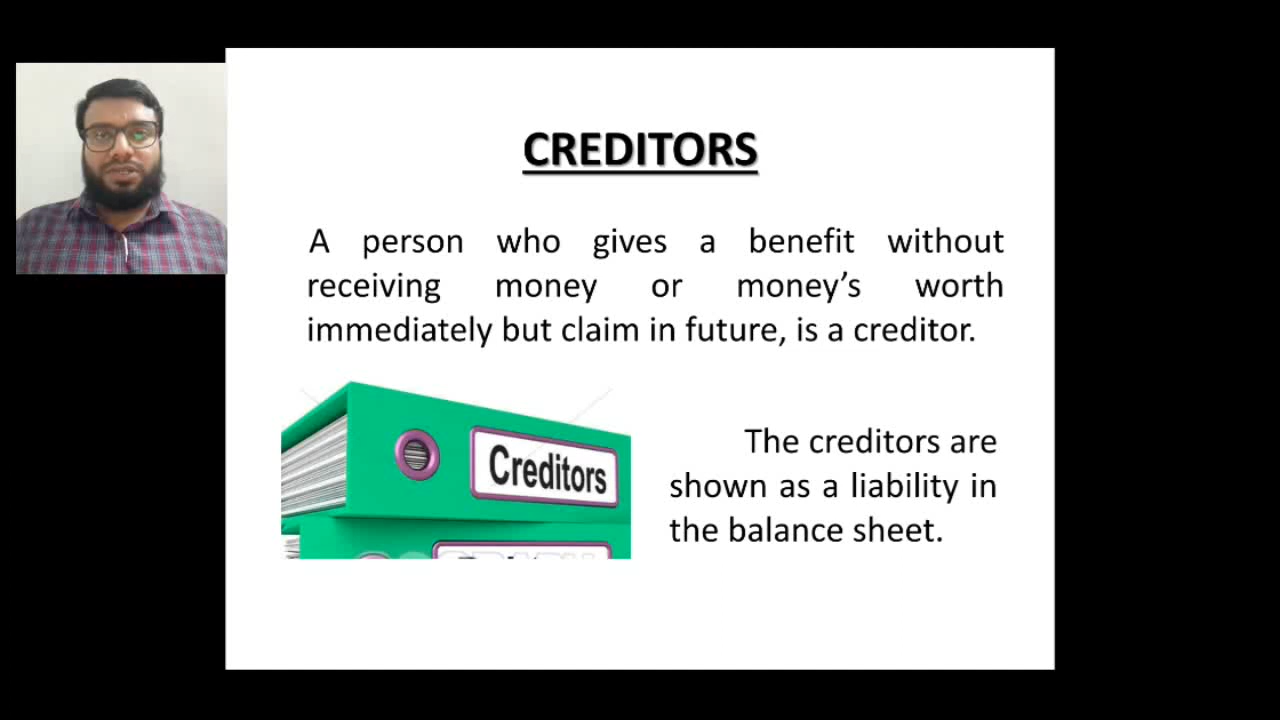 CREDITORS
A person who gives a benefit without
receiving money or money’s worth
immediately but claim in future, is a creditor.
Creditors
The creditors are
shown as a liability in
the balance sheet.